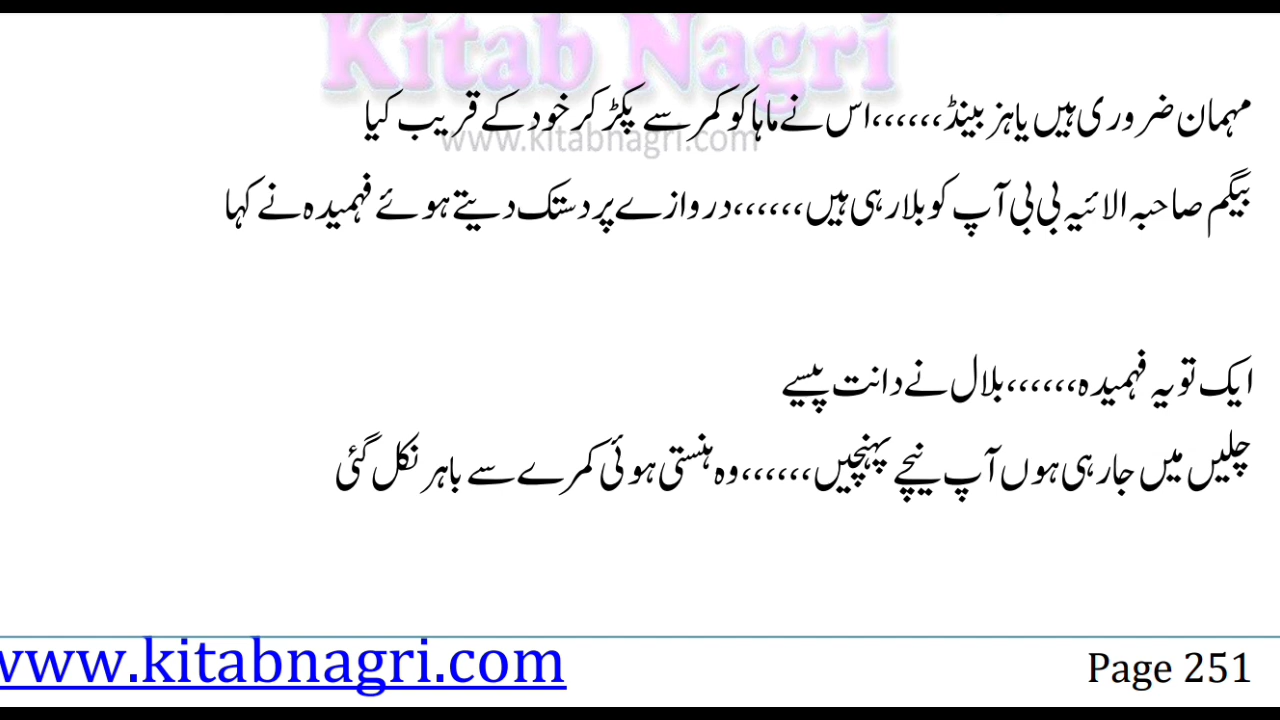 Kitab Nagri
مہمان ضروری ہیں یا ہزبینڈ،،،،،،اس نے ماہا کو کمر سے پکڑ کر خود کے قریب کیا
www.kitabnagri.com
بیگم صاحبہ الائیہ بی بی آپ کو بلا رہی ہیں،،،،،،دروازے پر دستک دیتے ہوئے فہمیدہ نے کہا
ایک تو یہ فہمیدہ،،،،،،بلال نے دانت پیسے
چلیں میں جا رہی ہوں آپ نیچے پہنچیں،،،،،،وہ ہنستی ہوئی کمرے سے باہر نکل گئی
www.kitabnagri.com
Page 251